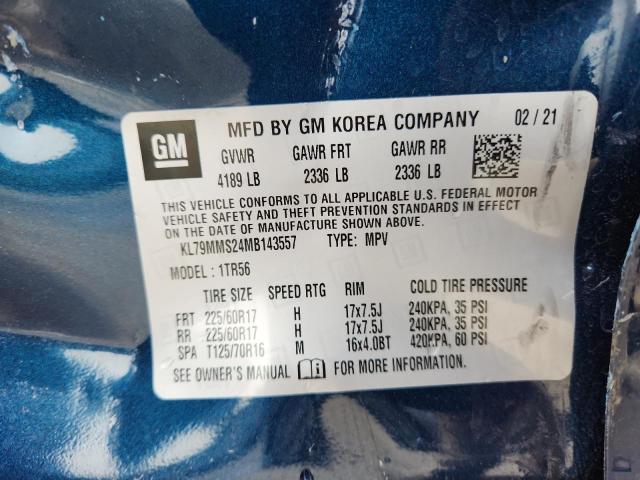 GM MFD BY GM KOREA COMPANY 02 / 21
GVWR GAWR FRT GAWR RR
4189 LB 2336 LB 2336 LB
THIS VEHICLE CONFORMS TO ALL APPLICABLE U.S. FEDERAL MOTOR
VEHICLE SAFETY AND THEFT PREVENTION STANDARDS IN EFFECT ON
THE DATE OF MANUFACTURE SHOWN ABOVE.
KL79MMS24MB143557 TYPE: MPV
MODEL : 1TR56
TIRE SIZE SPEED RTG RIM COLD TIRE PRESSURE
FRT 225/60R17 H 17x7.5J 240KPA, 35 PSI
RR 225/60R17 H 17x7.5J 240KPA, 35 PSI
SPA T125/70R16 M 16x4.0BT 420KPA, 60 PSI
SEE OWNER'S MANUAL FOR MORE INFORMATION.